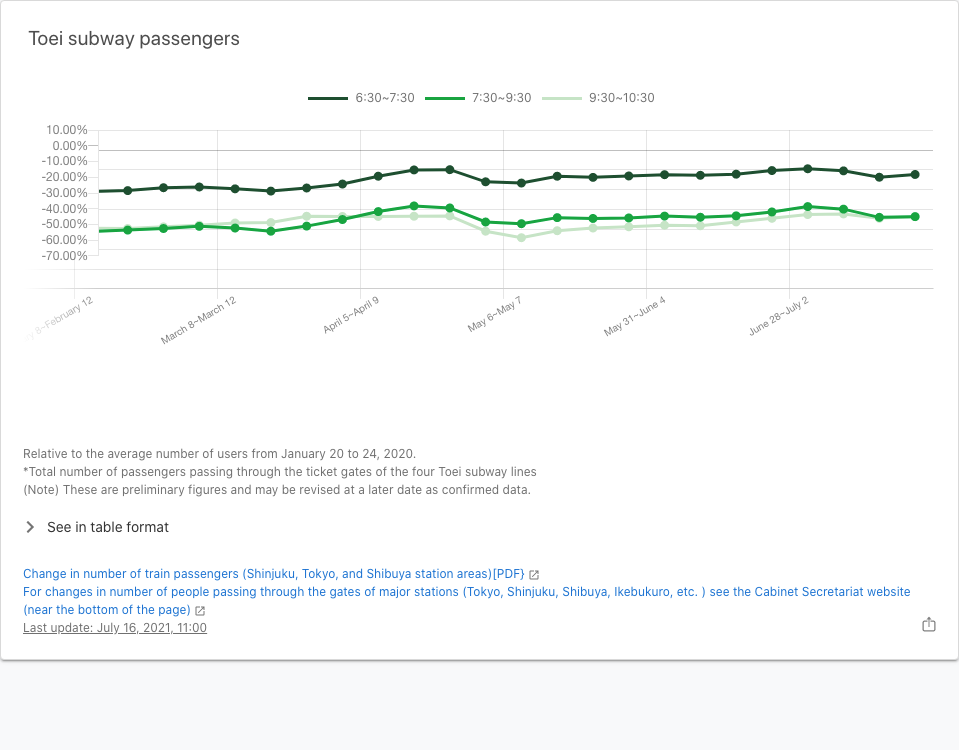 Toei subway passengers
6:30~7:30 7:30~9:30 9:30~10:30
10.00%
0.00%
-10.00%
-20.00%
-30.00%
-40.00%
-50.00%
-60.00%
-70.00%
8~February 12
March 8~March 12
April 5~April 9
May 6~May 7
May 31~June 4
June 28~July 2
Relative to the average number of users from January 20 to 24, 2020.
*Total number of passengers passing through the ticket gates of the four Toei subway lines
(Note) These are preliminary figures and may be revised at a later date as confirmed data.
See in table format
Change in number of train passengers (Shinjuku, Tokyo, and Shibuya station areas)[PDF}
For changes in number of people passing through the gates of major stations (Tokyo, Shinjuku, Shibuya, Ikebukuro, etc. ) see the Cabinet Secretariat website
(near the bottom of the page)
Last update: July 16, 2021, 11:00